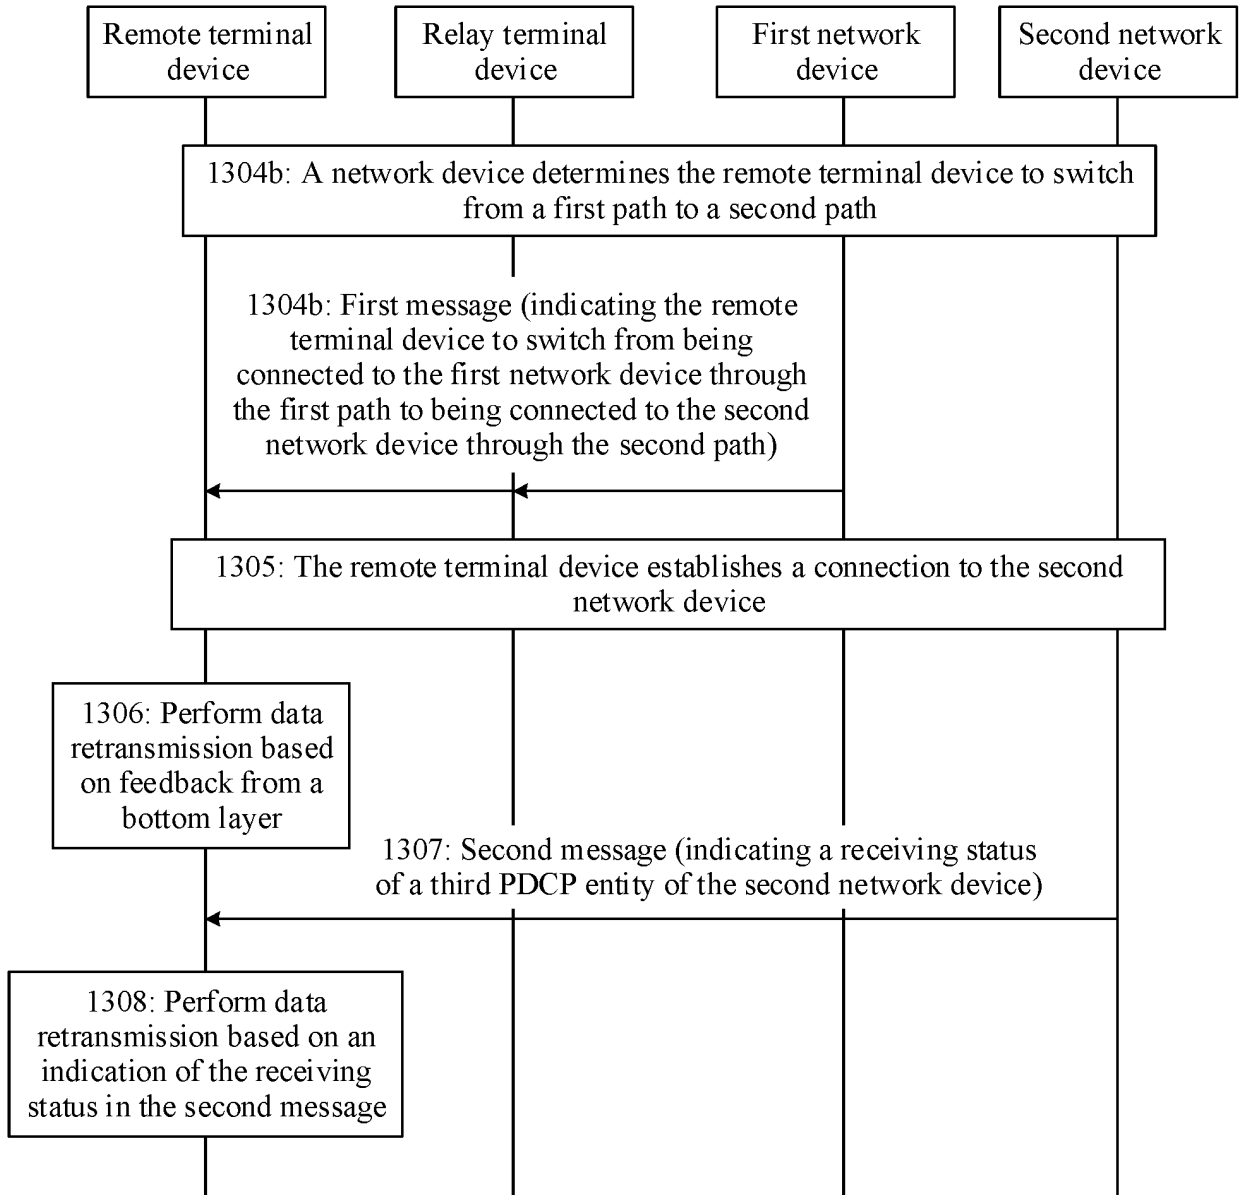 Remote terminal
device
Relay terminal
device
First network
device
Second network
device
1304b: A network device determines the remote terminal device to switch
from a first path to a second path
1304b: First message (indicating the remote
terminal device to switch from being
connected to the first network device through
the first path to being connected to the second
network device through the second path)
1305: The remote terminal device establishes a connection to the second
network device
1306: Perform data
retransmission based
on feedback from a
bottom layer
1307: Second message (indicating a receiving status
of a third PDCP entity of the second network device)
1308: Perform data
retransmission based on an
indication of the receiving
status in the second message